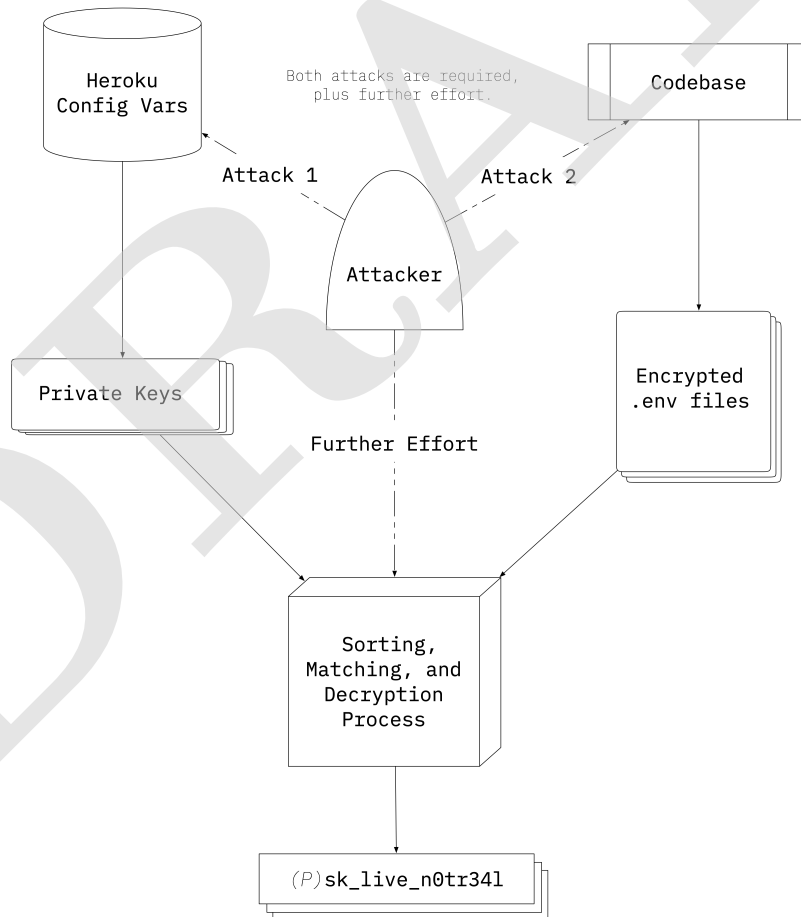 Heroku
Config Vars
Both attacks are required,
plus further effort.
Codebase
Attack 1
Attack 2
Attacker
Private Keys
Encrypted
.env files
Further Effort
Sorting,
Matching, and
Decryption
Process
(P)sk_live_n0tr34l
DRA